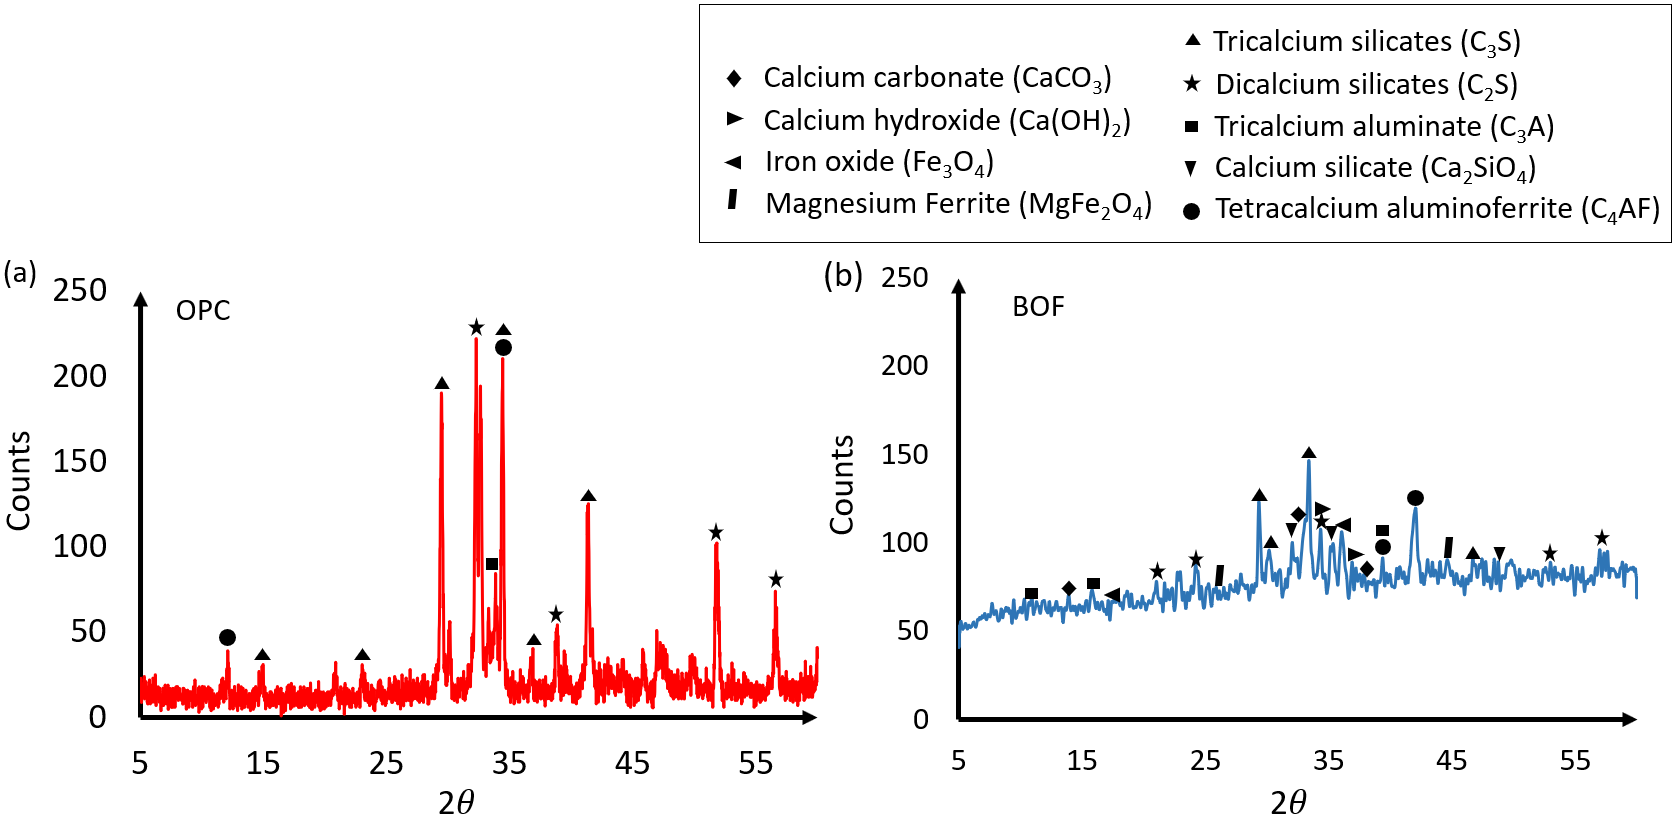 Calcium carbonate (CaCO₃)
Calcium hydroxide (Ca(OH)₂)
Iron oxide (Fe₃O₄)
Magnesium Ferrite (MgFe₂O₄)
Tricalcium silicates (C₃S)
Dicalcium silicates (C₂S)
Tricalcium aluminate (C₃A)
Calcium silicate (Ca₂SiO₄)
Tetracalcium aluminoferrite (C₄AF)
(a)
OPC
250
200
150
100
50
0
Counts
5 15 25 35 45 55
2θ
(b)
BOF
250
200
150
100
50
0
Counts
5 15 25 35 45 55
2θ